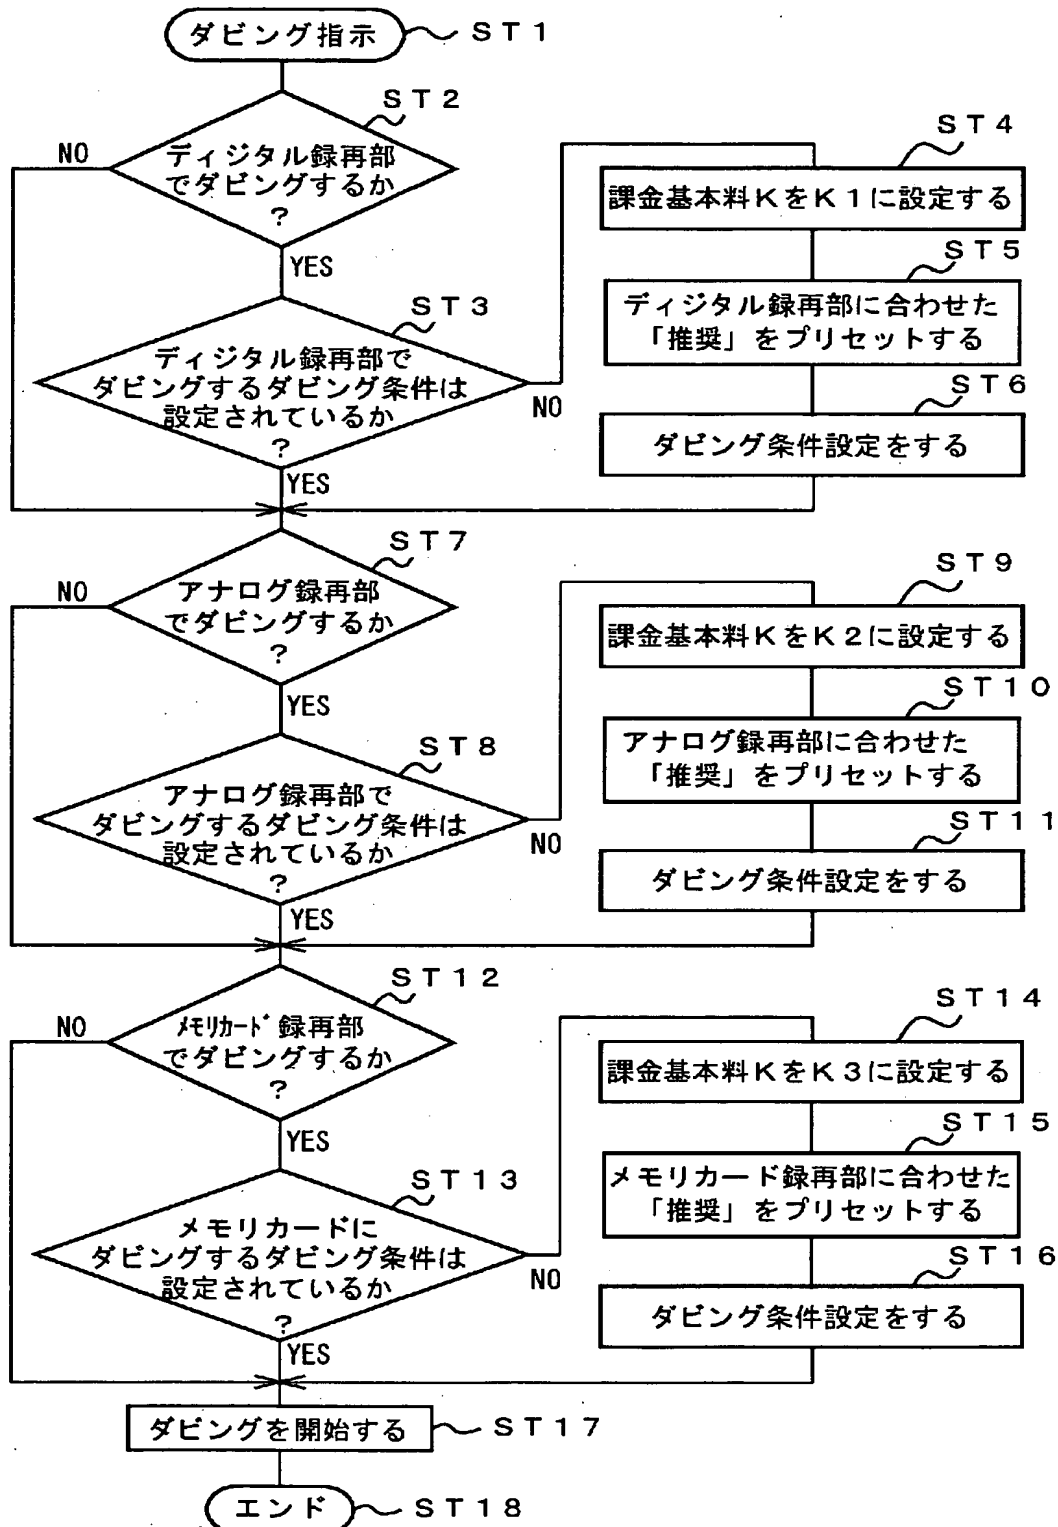 ダビング指示
ST1
ST2
ディジタル録再部
でダビングするか
?
NO
YES
ST3
ディジタル録再部で
ダビングするダビング条件は
設定されているか
?
NO
YES
ST4
課金基本料KをK1に設定する
ST5
ディジタル録再部に合わせた
「推奨」をプリセットする
ST6
ダビング条件設定をする
ST7
アナログ録再部
でダビングするか
?
NO
YES
ST8
アナログ録再部で
ダビングするダビング条件は
設定されているか
?
NO
YES
ST9
課金基本料KをK2に設定する
ST10
アナログ録再部に合わせた
「推奨」をプリセットする
ST11
ダビング条件設定をする
ST12
メモリカード録再部
でダビングするか
?
NO
YES
ST13
メモリカードに
ダビングするダビング条件は
設定されているか
?
NO
YES
ST14
課金基本料KをK3に設定する
ST15
メモリカード録再部に合わせた
「推奨」をプリセットする
ST16
ダビング条件設定をする
ダビングを開始する
ST17
エンド
ST18